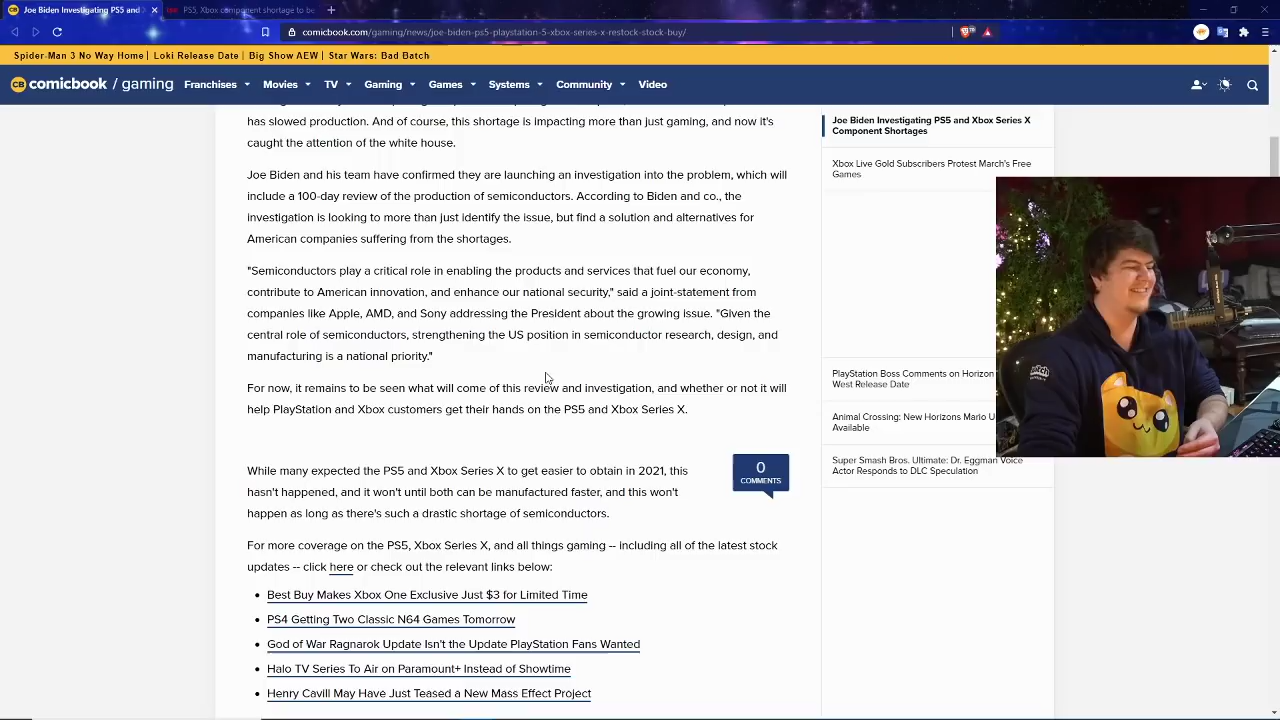 Joe Biden Investigating PS5 and
PS5, Xbox component shortage to be
comicbook.com/gaming/news/joe-biden-ps5-playstation-5-xbox-series-x-restock-stock-buy/
Spider-Man 3 No Way Home | Loki Release Date | Big Show AEW | Star Wars: Bad Batch
CB comicbook / gaming Franchises Movies TV Gaming Games Systems Community Video
has slowed production. And of course, this shortage is impacting more than just gaming, and now it's
caught the attention of the white house.
Joe Biden and his team have confirmed they are launching an investigation into the problem, which will
include a 100-day review of the production of semiconductors. According to Biden and co., the
investigation is looking to more than just identify the issue, but find a solution and alternatives for
American companies suffering from the shortages.
"Semiconductors play a critical role in enabling the products and services that fuel our economy,
contribute to American innovation, and enhance our national security," said a joint-statement from
companies like Apple, AMD, and Sony addressing the President about the growing issue. "Given the
central role of semiconductors, strengthening the US position in semiconductor research, design, and
manufacturing is a national priority."
For now, it remains to be seen what will come of this review and investigation, and whether or not it will
help PlayStation and Xbox customers get their hands on the PS5 and Xbox Series X.
While many expected the PS5 and Xbox Series X to get easier to obtain in 2021, this
hasn't happened, and it won't until both can be manufactured faster, and this won't
happen as long as there's such a drastic shortage of semiconductors.
0
COMMENTS
For more coverage on the PS5, Xbox Series X, and all things gaming -- including all of the latest stock
updates -- click here or check out the relevant links below:
Best Buy Makes Xbox One Exclusive Just $3 for Limited Time
PS4 Getting Two Classic N64 Games Tomorrow
God of War Ragnarok Update Isn't the Update PlayStation Fans Wanted
Halo TV Series To Air on Paramount+ Instead of Showtime
Henry Cavill May Have Just Teased a New Mass Effect Project
Joe Biden Investigating PS5 and Xbox Series X
Component Shortages
Xbox Live Gold Subscribers Protest March's Free
Games
PlayStation Boss Comments on Horizon
West Release Date
Animal Crossing: New Horizons Mario U
Available
Super Smash Bros. Ultimate: Dr. Eggman Voice
Actor Responds to DLC Speculation